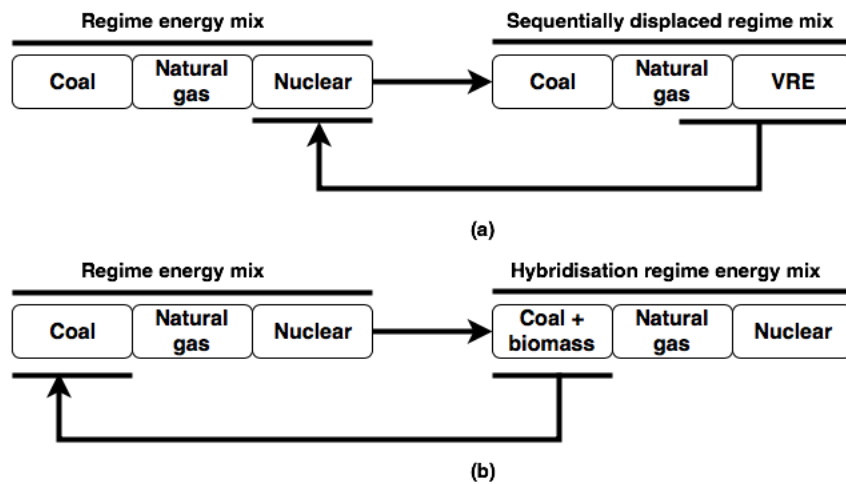 Regime energy mix
Sequentially displaced regime mix
Coal
Natural
gas
Nuclear
Coal
Natural
gas
VRE
(a)
Regime energy mix
Hybridisation regime energy mix
Coal
Natural
gas
Nuclear
Coal +
biomass
Natural
gas
Nuclear
(b)